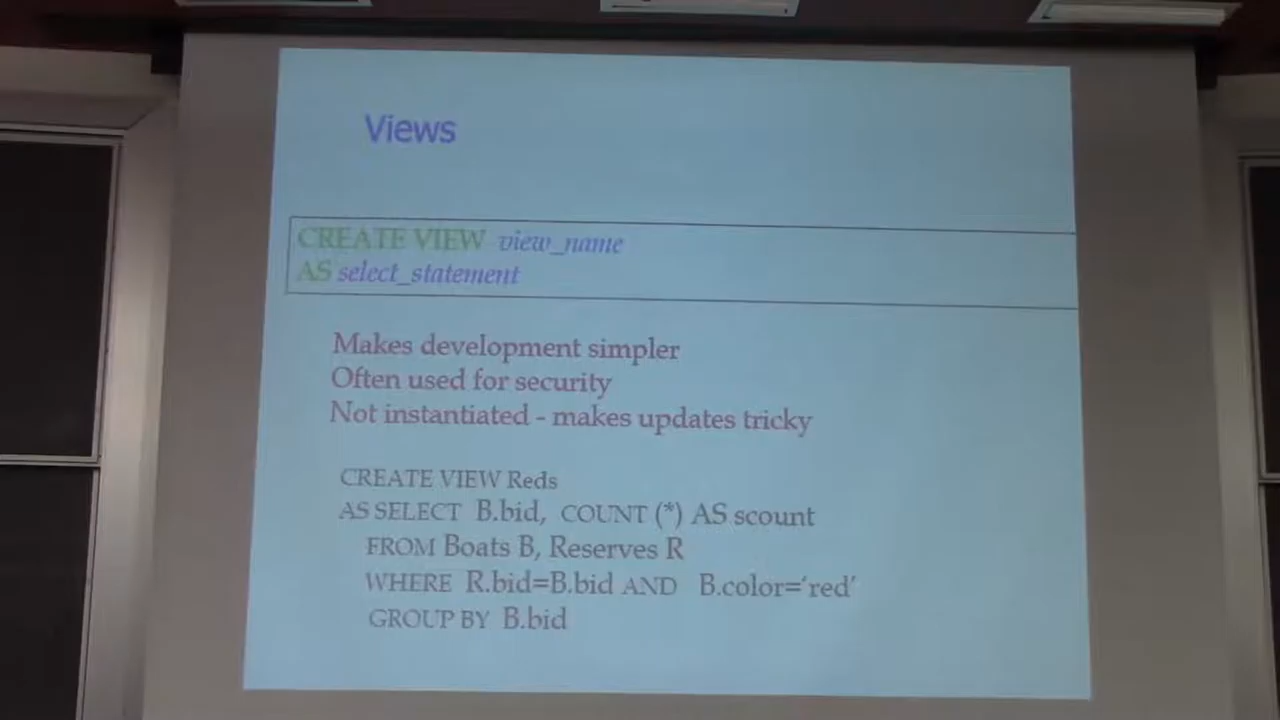 Views
CREATE VIEW view_name
AS select_statement
Makes development simpler
Often used for security
Not instantiated - makes updates tricky
CREATE VIEW Reds
AS SELECT B.bid, COUNT (*) AS scount
FROM Boats B, Reserves R
WHERE R.bid=B.bid AND B.color=‘red’
GROUP BY B.bid